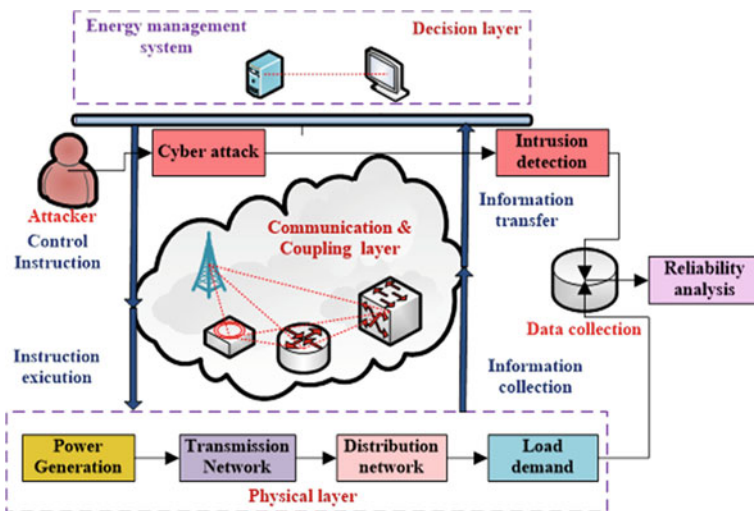 Energy management
system
Decision layer
Cyber attack
Intrusion
detection
Attacker
Control
Instruction
Communication &
Coupling layer
Information
transfer
Reliability
analysis
Data collection
Instruction
exicution
Information
collection
Power
Generation
Transmission
Network
Distribution
network
Load
demand
Physical layer